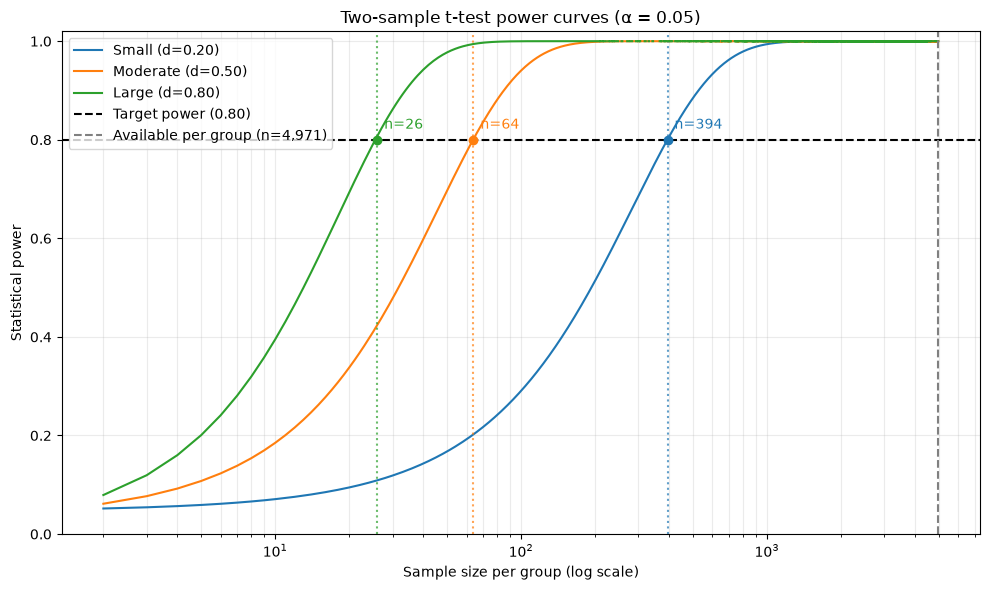 Two-sample t-test power curves (α = 0.05)
Small (d=0.20)
Moderate (d=0.50)
Large (d=0.80)
Target power (0.80)
Available per group (n=4,971)
n=26
n=64
n=394
Statistical power
1.0
0.8
0.6
0.4
0.2
0.0
10¹
10²
10³
Sample size per group (log scale)